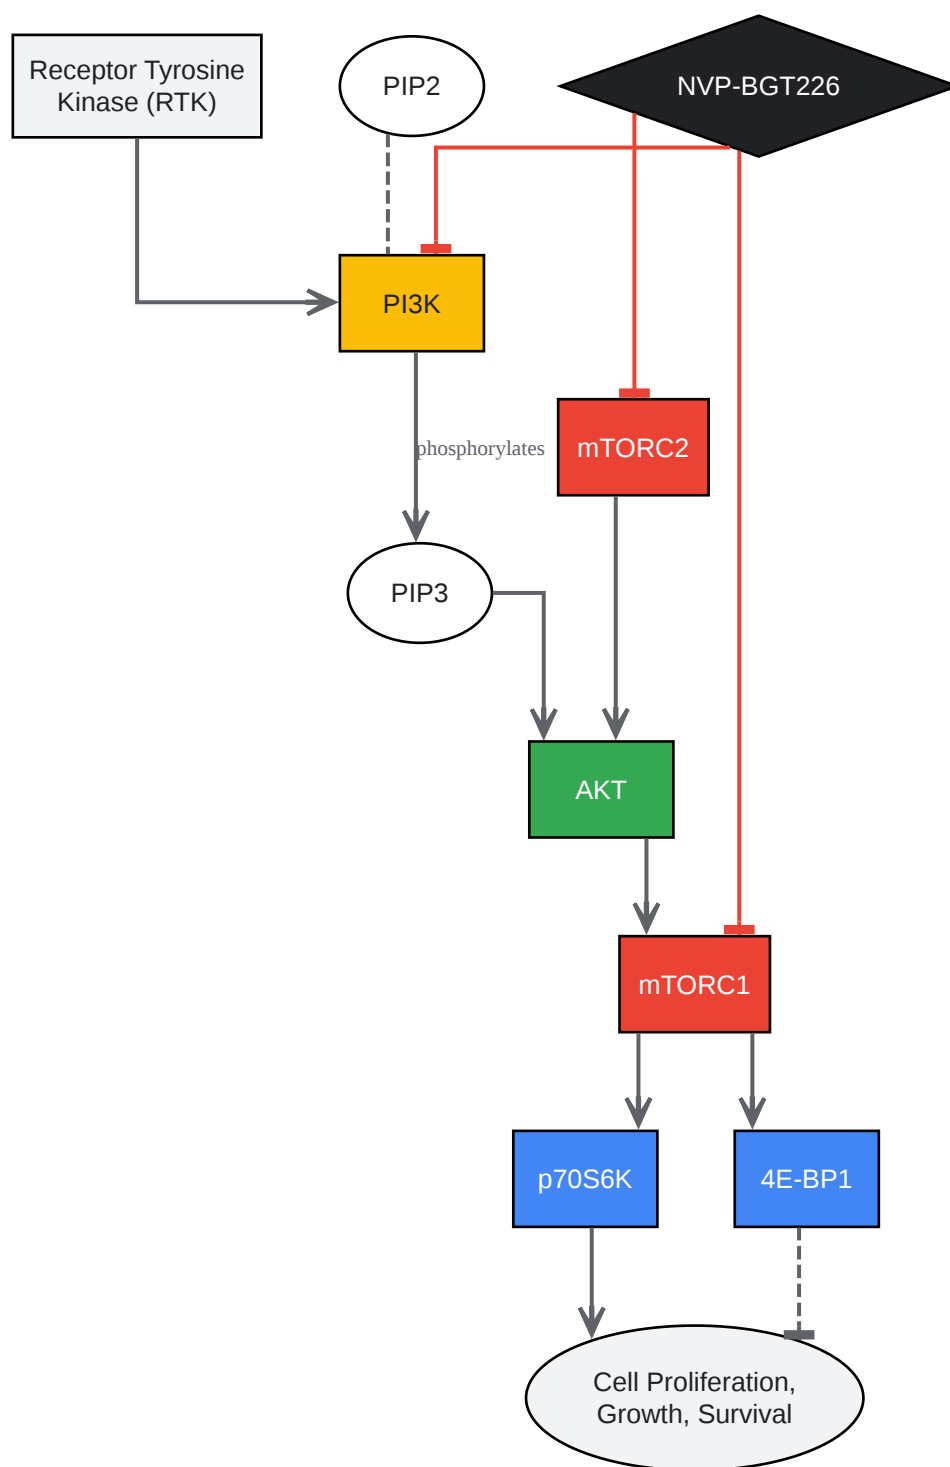 Receptor Tyrosine
Kinase (RTK)
PIP2
NVP-BGT226
PI3K
phosphorylates
mTORC2
PIP3
AKT
mTORC1
p70S6K
4E-BP1
Cell Proliferation,
Growth, Survival